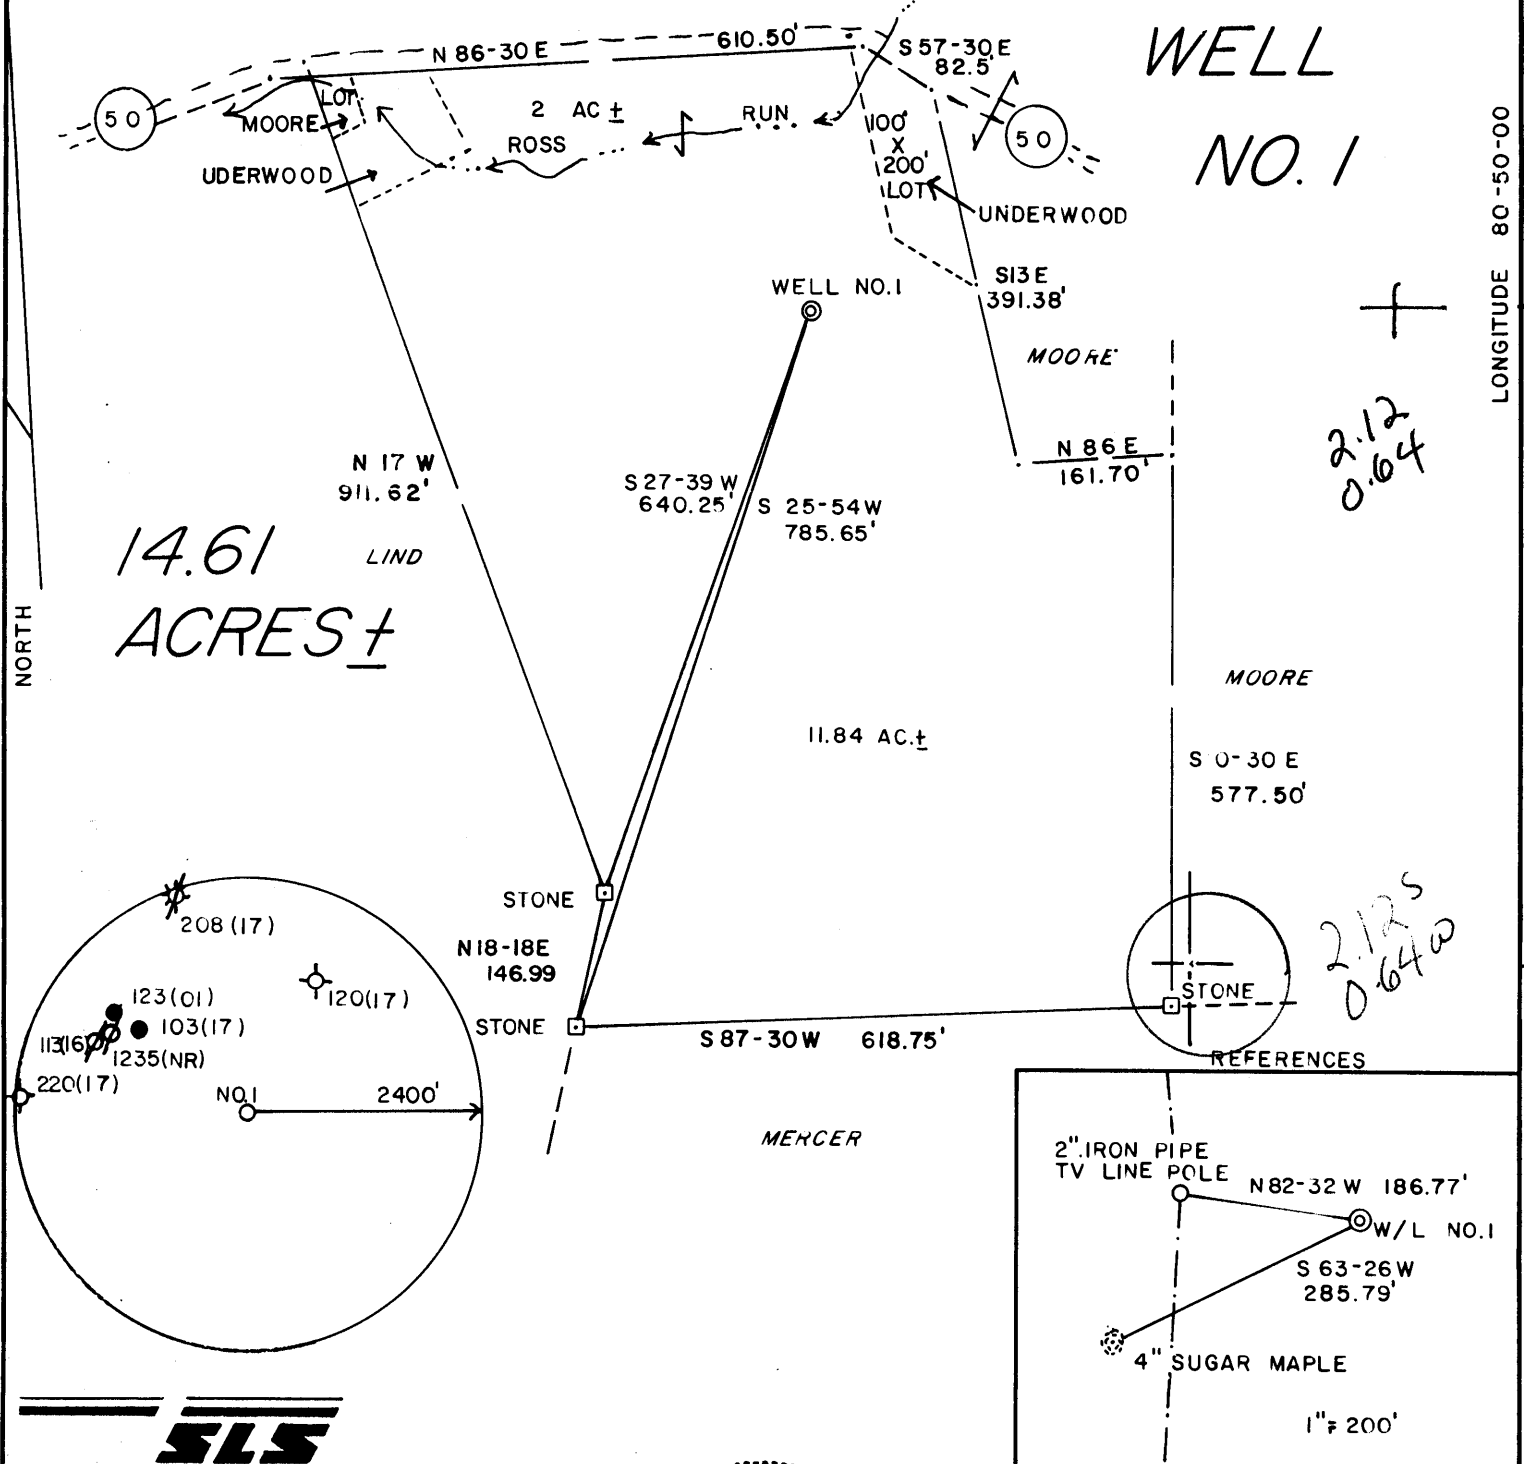 WELL
NO. 1
N 86-30 E
610.50'
S 57-30 E
82.5'
50
LOT
MOORE
2 AC ±
RUN
ROSS
UDERWOOD
100'
X
200'
LOT
50
UNDERWOOD
LONGITUDE 80-50-00
WELL NO. 1
S13 E
391.38'
MOORE
N 17 W
911.62'
S 27-39 W
640.25'
S 25-54 W
785.65'
N 86 E
161.70'
2.12
0.64
14.61
ACRES ±
LIND
NORTH
MOORE
11.84 AC.±
S 0-30 E
577.50'
STONE
N18-18E
146.99
STONE
S 87-30 W 618.75'
STONE
2.12 S
0.64 W
208 (17)
120 (17)
123 (01)
103 (17)
113(16)
1235 (NR)
220 (17)
NO.1
2400'
MERCER
REFERENCES
2" IRON PIPE
TV LINE POLE
N 82-32 W 186.77'
W/L NO.1
S 63-26 W
285.79'
4" SUGAR MAPLE
1" = 200'
SLS